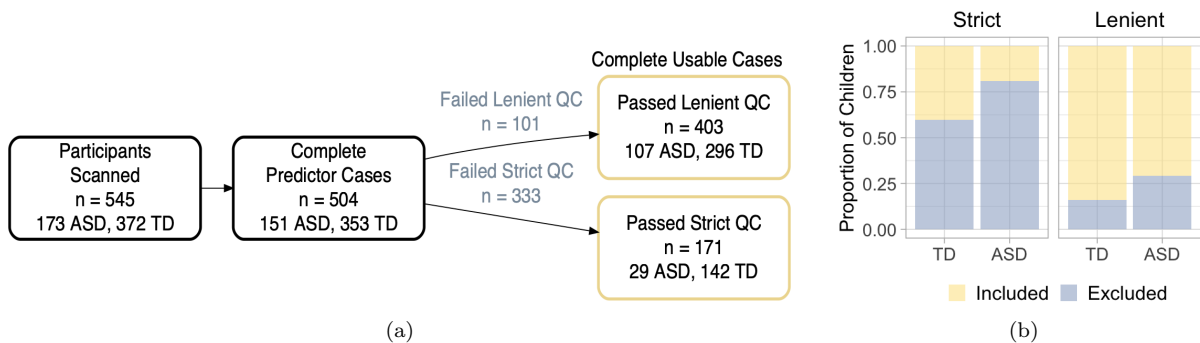 Participants
Scanned
n = 545
173 ASD, 372 TD
Complete
Predictor Cases
n = 504
151 ASD, 353 TD
Failed Lenient QC
n = 101
Failed Strict QC
n = 333
Complete Usable Cases
Passed Lenient QC
n = 403
107 ASD, 296 TD
Passed Strict QC
n = 171
29 ASD, 142 TD
(a)
Strict
Lenient
Proportion of Children
1.00
0.75
0.50
0.25
0.00
TD
ASD
TD
ASD
Included
Excluded
(b)